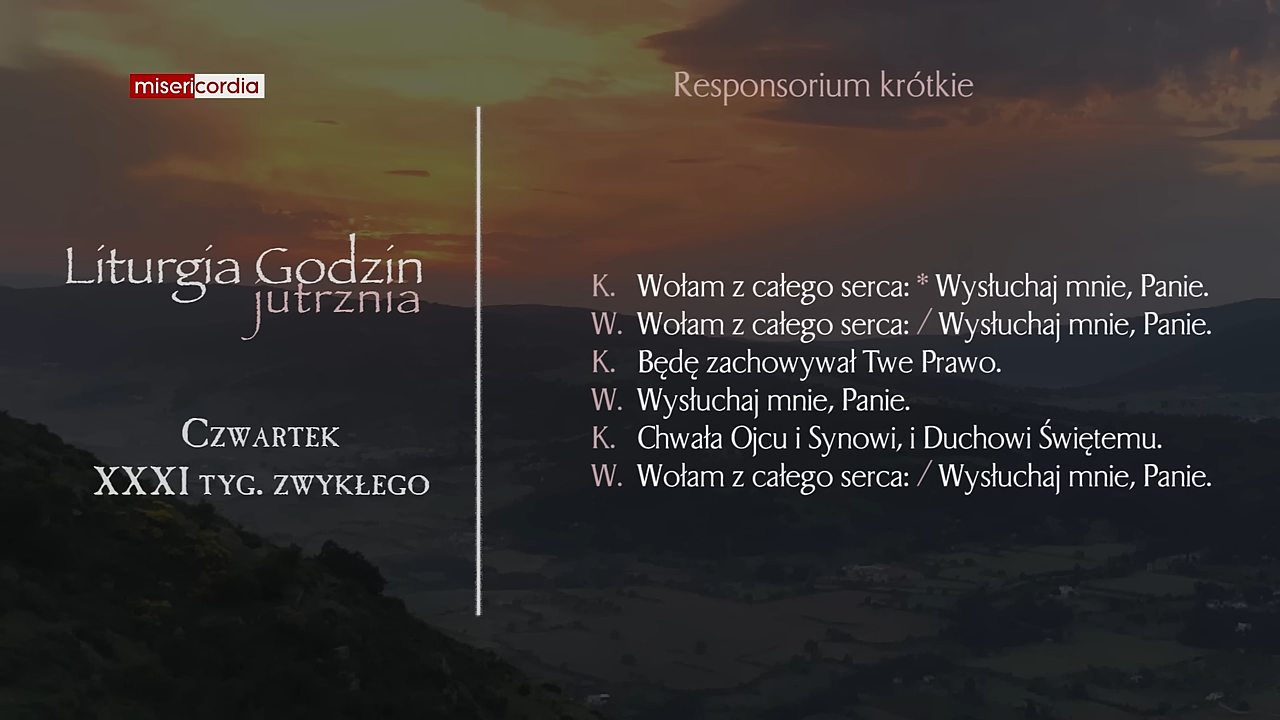 misericordia
Liturgia Godzin
jutrznia
Czwartek
XXXI tyg. zwykłego
Responsorium krótkie
K. Wołam z całego serca: * Wysłuchaj mnie, Panie.
W. Wołam z całego serca: / Wysłuchaj mnie, Panie.
K. Będę zachowywał Twe Prawo.
W. Wysłuchaj mnie, Panie.
K. Chwała Ojcu i Synowi, i Duchowi Świętemu.
W. Wołam z całego serca: / Wysłuchaj mnie, Panie.